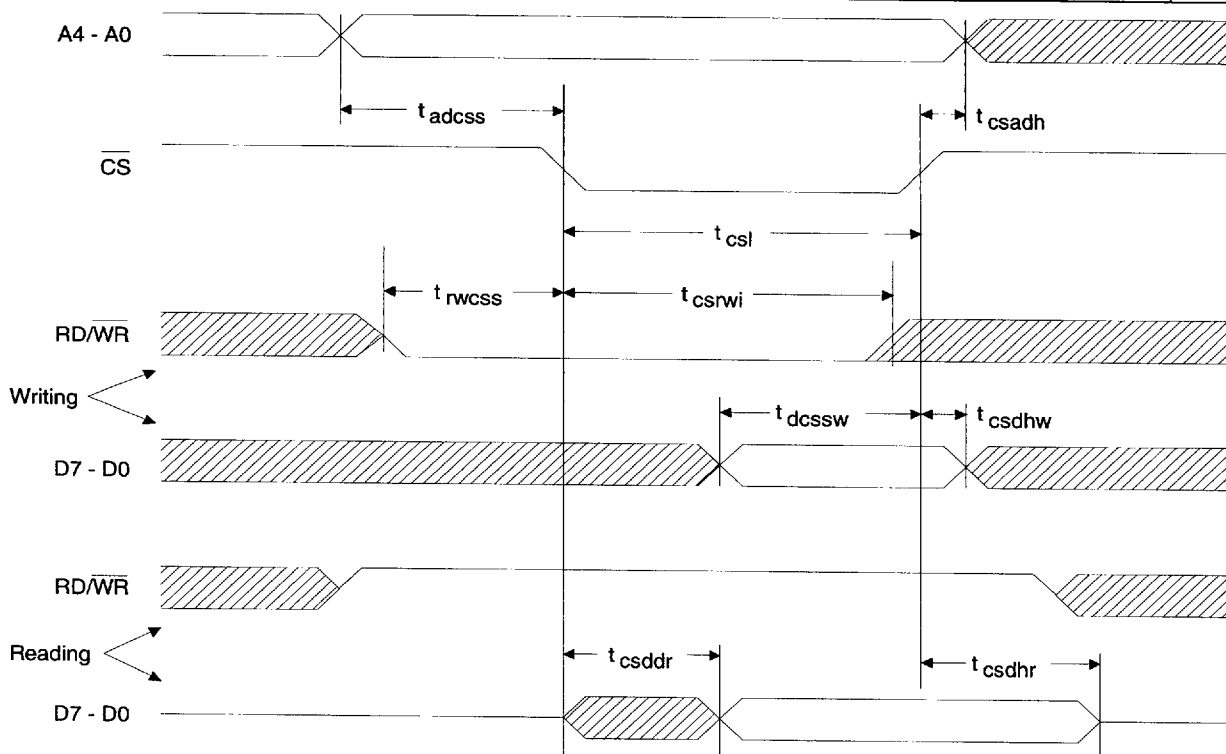 A4 - A0
t adcss
t csadh
CS
t csl
t rwcss
t csrwi
RD/WR
Writing
t dcssw
t csdhw
D7 - D0
RD/WR
Reading
t csddr
t csdhr
D7 - D0